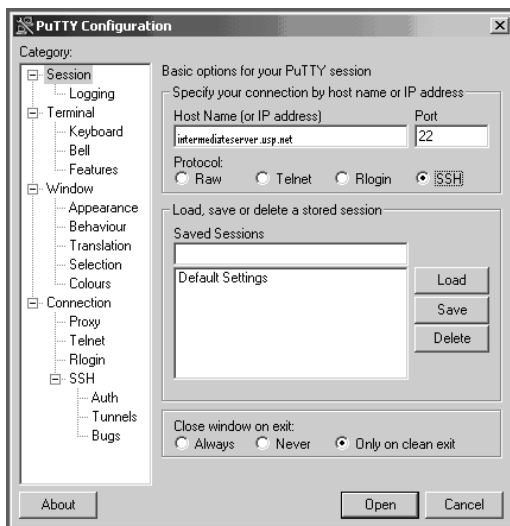 PuTTY Configuration
Category:
Session
Logging
Terminal
Keyboard
Bell
Features
Window
Appearance
Behaviour
Translation
Selection
Colours
Connection
Proxy
Telnet
Rlogin
SSH
Auth
Tunnels
Bugs
Basic options for your PuTTY session
Specify your connection by host name or IP address
Host Name (or IP address) Port
intermediateserver.usp.net 22
Protocol:
Raw Telnet Rlogin SSH
Load, save or delete a stored session
Saved Sessions
Default Settings
Load
Save
Delete
Close window on exit:
Always Never Only on clean exit
About Open Cancel